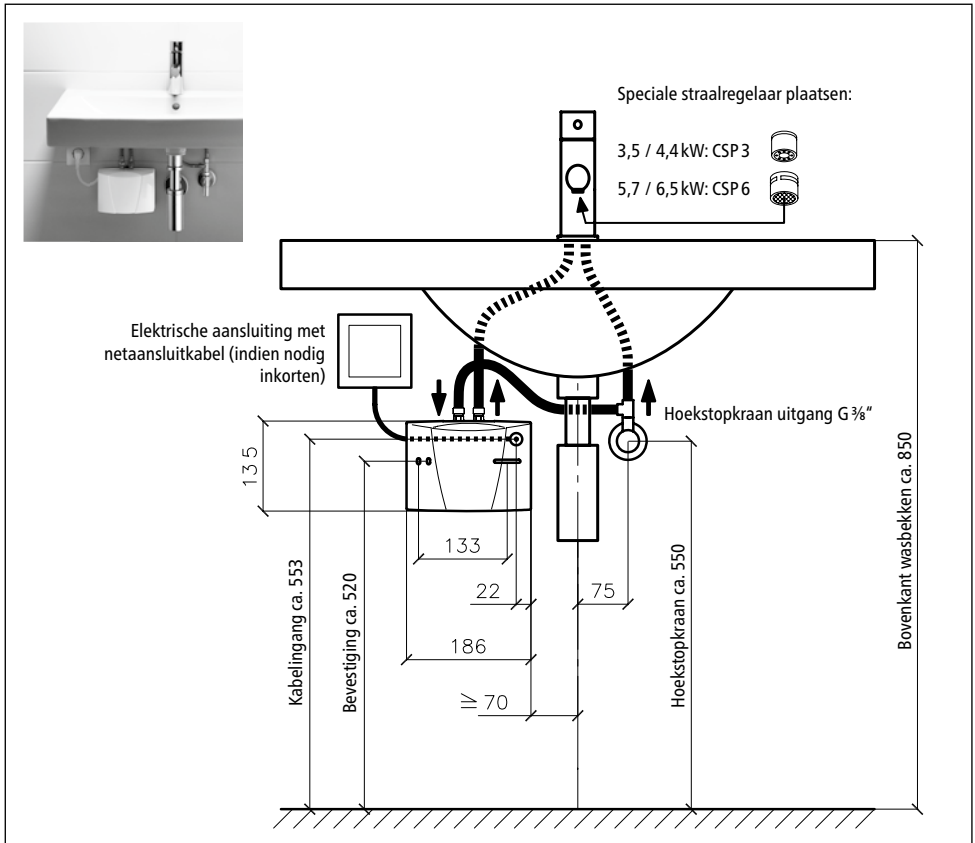 Speciale straalregelaar plaatsen:
3,5 / 4,4 kW: CSP 3
5,7 / 6,5 kW: CSP 6
Elektrische aansluiting met
netaansluitkabel (indien nodig
inkorten)
Hoekstopkraan uitgang G ⅜“
135
133
22
75
186
≥ 70
Kabelingang ca. 553
Bevestiging ca. 520
Hoekstopkraan ca. 550
Bovenkant wasbekken ca. 850